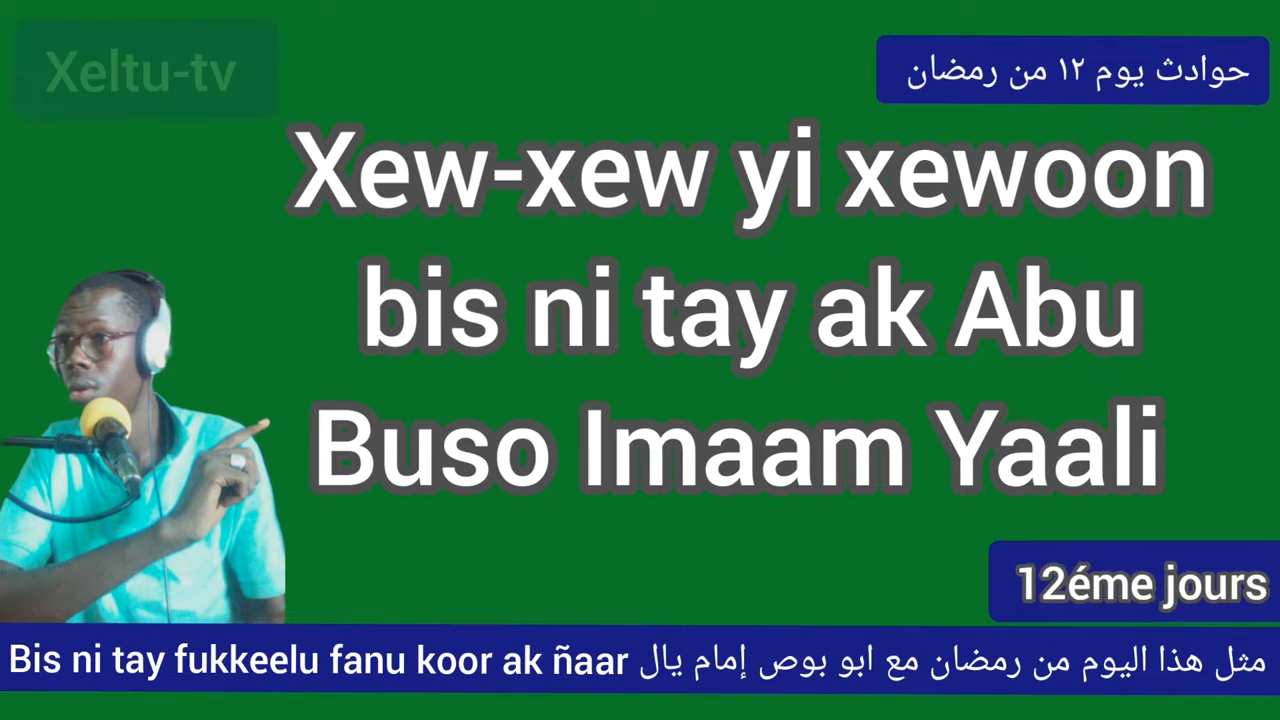 Xeltu-tv
حوادث يوم ١٢ من رمضان
Xew-xew yi xewoon
bis ni tay ak Abu
Buso Imaam Yaali
12éme jours
Bis ni tay fukkeelu fanu koor ak ñaar مثل هذا اليوم من رمضان مع ابو بوص إمام يال